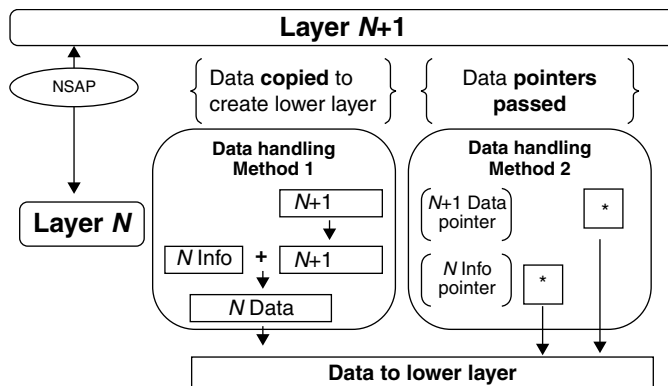 Layer N+1
NSAP
Data copied to
create lower layer
Data pointers
passed
Data handling
Method 1
Data handling
Method 2
Layer N
N+1
N Info
+
N+1
N Data
N+1 Data
pointer
*
N Info
pointer
*
Data to lower layer